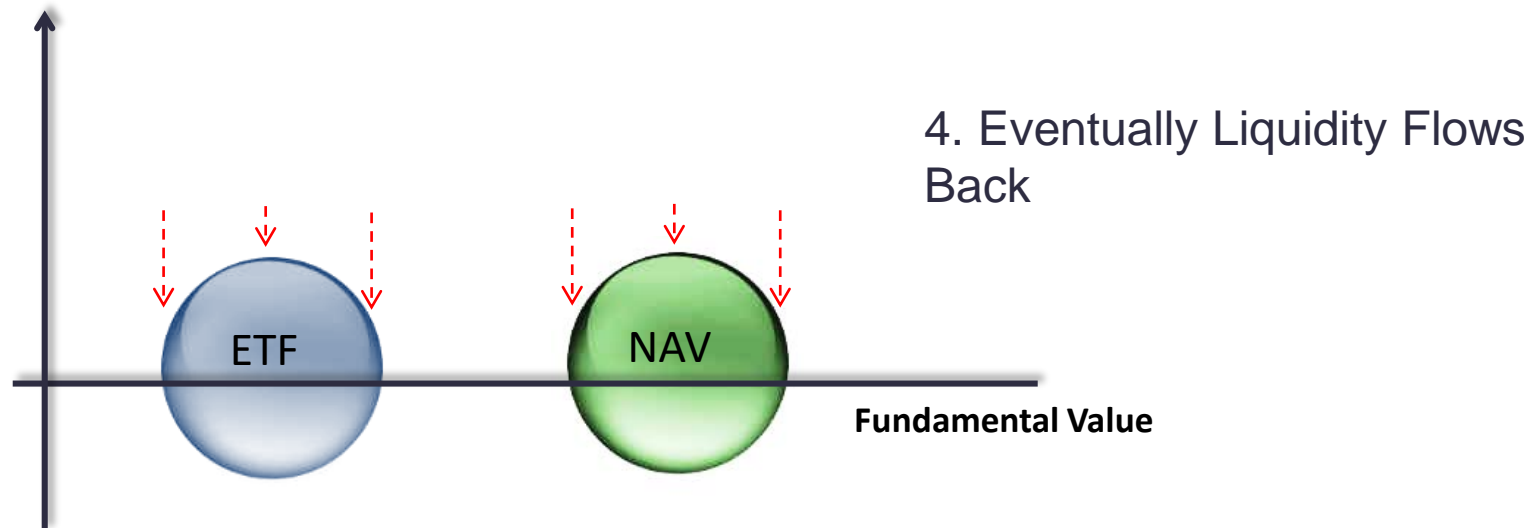 4. Eventually Liquidity Flows
Back
ETF
NAV
Fundamental Value